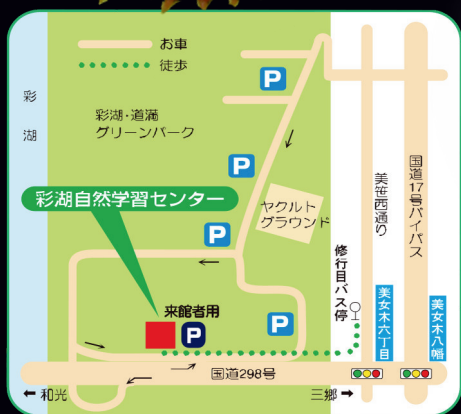 お車
徒歩
彩湖
彩湖・道満
グリーンパーク
P
P
彩湖自然学習センター
ヤクルト
グラウンド
P
美笹西通り
国道17号バイパス
修行目バス停
来館者用
P
P
美女木六丁目
美女木八幡
国道298号
←和光
三郷→